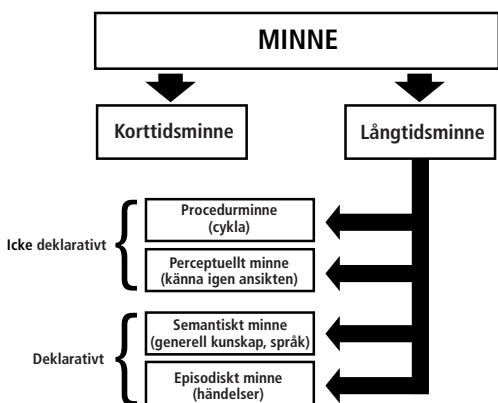 MINNE
Korttidsminne
Långtidsminne
Icke deklarativt
Procedurminne
(cykla)
Perceptuellt minne
(känna igen ansikten)
Deklarativt
Semantiskt minne
(generell kunskap, språk)
Episodiskt minne
(händelser)